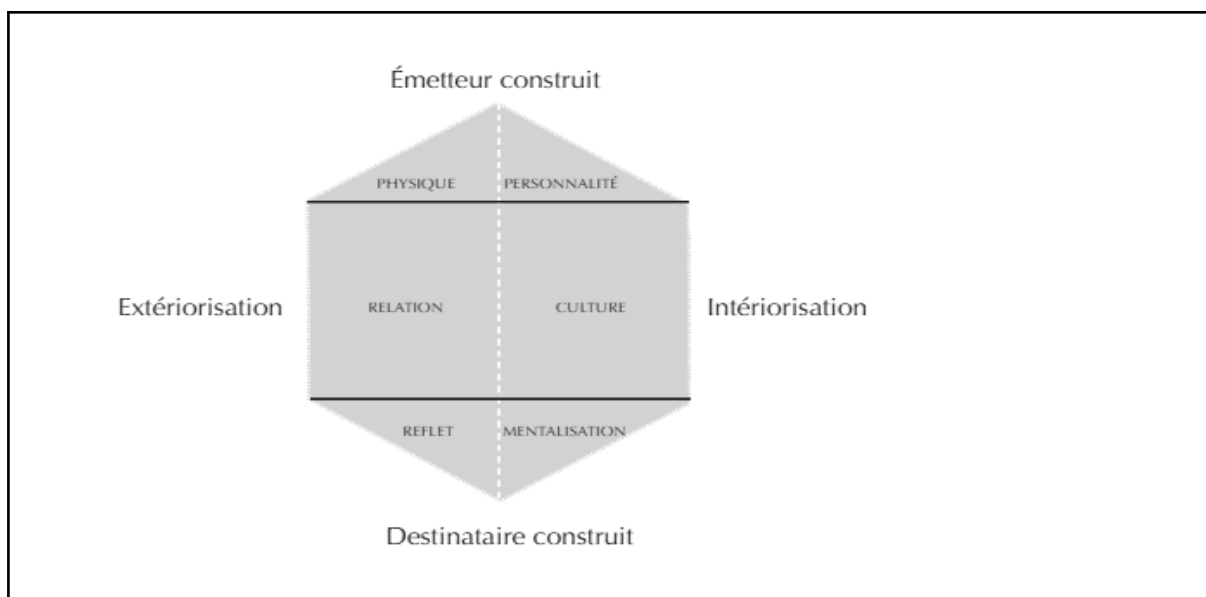 Émetteur construit
PHYSIQUE PERSONNALITÉ
Extériorisation RELATION CULTURE Intériorisation
REFLET MENTALISATION
Destinataire construit